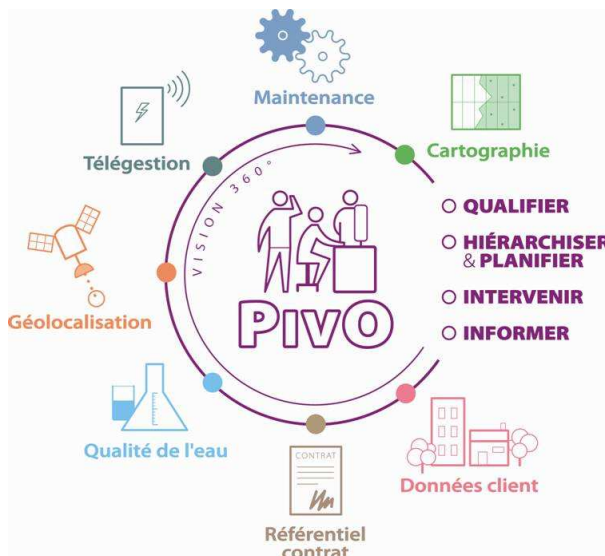 Maintenance
Cartographie
Télégestion
VISION 360°
QUALIFIER
HIÉRARCHISER
& PLANIFIER
INTERVENIR
INFORMER
PIVO
Géolocalisation
Qualité de l'eau
CONTRAT
Données client
Référentiel
contrat